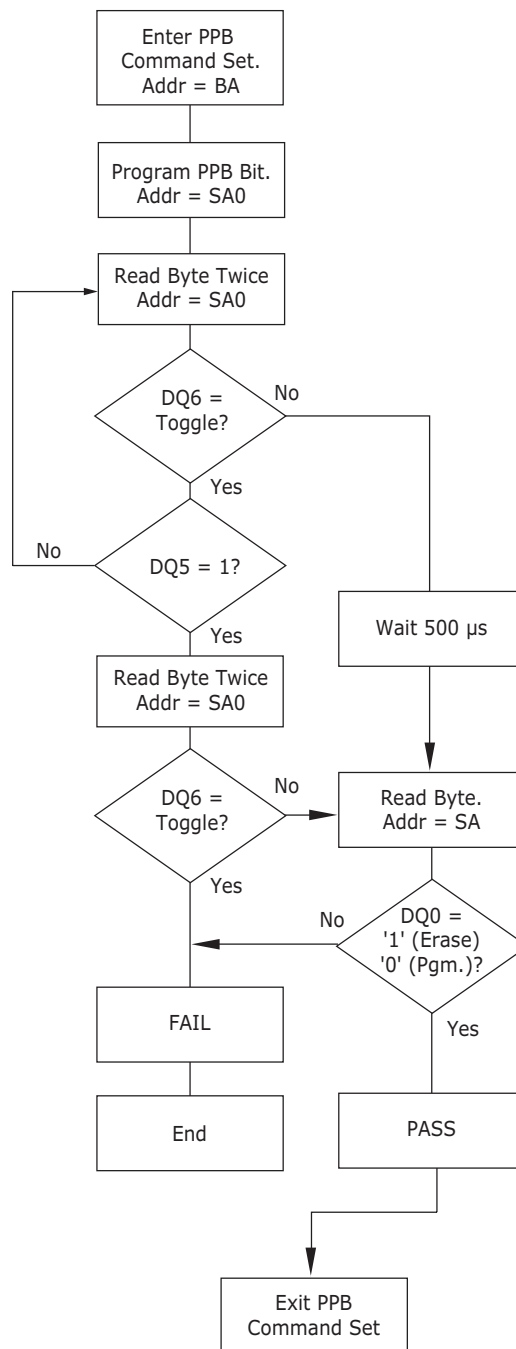 Enter PPB
Command Set.
Addr = BA
Program PPB Bit.
Addr = SA0
Read Byte Twice
Addr = SA0
DQ6 =
Toggle?
No
Yes
DQ5 = 1?
No
Yes
Wait 500 µs
Read Byte Twice
Addr = SA0
DQ6 =
Toggle?
No
Yes
Read Byte.
Addr = SA
DQ0 =
'1' (Erase)
'0' (Pgm.)?
No
Yes
FAIL
End
PASS
Exit PPB
Command Set